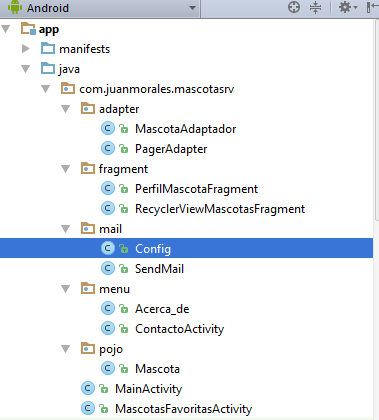 Android
app
manifests
java
com.juanmorales.mascotasrv
adapter
MascotaAdaptador
PagerAdapter
fragment
PerfilMascotaFragment
RecyclerViewMascotasFragment
mail
Config
SendMail
menu
Acerca_de
ContactoActivity
pojo
Mascota
MainActivity
MascotasFavoritasActivity